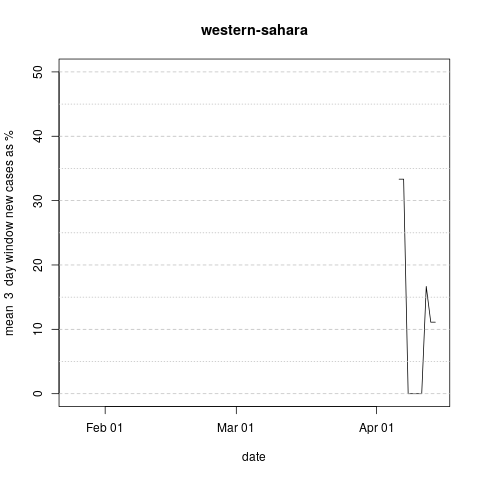 western-sahara
mean 3 day window new cases as %
50
40
30
20
10
0
Feb 01
Mar 01
Apr 01
date